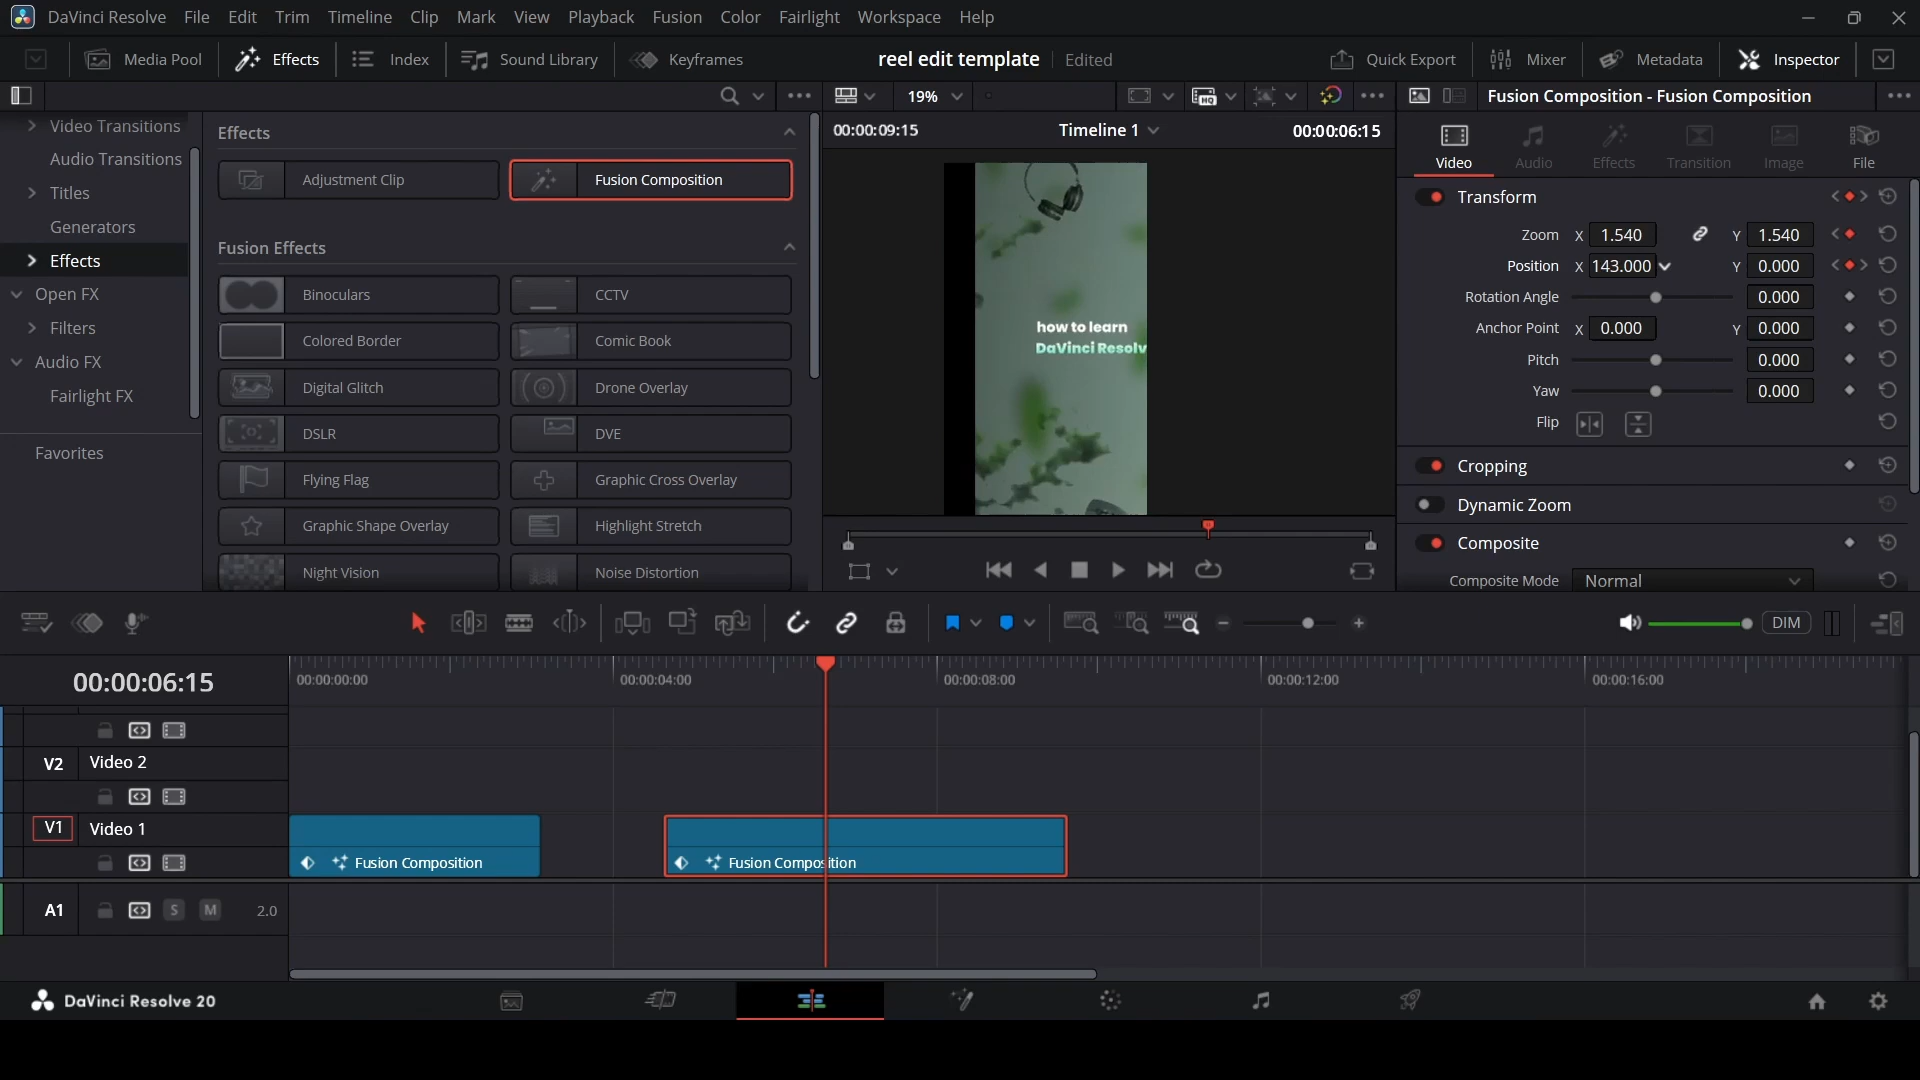 DaVinci Resolve File Edit Trim Timeline Clip Mark View Playback Fusion Color Fairlight Workspace Help
Media Pool Effects Index Sound Library Keyframes reel edit template Edited Quick Export Mixer Metadata Inspector
19% HQ Fusion Composition - Fusion Composition
Video Transitions
Audio Transitions
Titles
Generators
Effects
Open FX
Filters
Audio FX
Fairlight FX
Favorites
Effects
Adjustment Clip Fusion Composition
Fusion Effects
Binoculars CCTV
Colored Border Comic Book
Digital Glitch Drone Overlay
DSLR DVE
Flying Flag Graphic Cross Overlay
Graphic Shape Overlay Highlight Stretch
Night Vision Noise Distortion
00:00:09:15 Timeline 1 00:00:06:15
how to learn
DaVinci Resolv
Video Audio Effects Transition Image File
Transform
Zoom X 1.540 Y 1.540
Position X 143.000 Y 0.000
Rotation Angle 0.000
Anchor Point X 0.000 Y 0.000
Pitch 0.000
Yaw 0.000
Flip
Cropping
Dynamic Zoom
Composite
Composite Mode Normal
DIM
00:00:06:15 00:00:00:00 00:00:04:00 00:00:08:00 00:00:12:00 00:00:16:00
V2 Video 2
V1 Video 1
Fusion Composition Fusion Composition
A1 S M 2.0
DaVinci Resolve 20